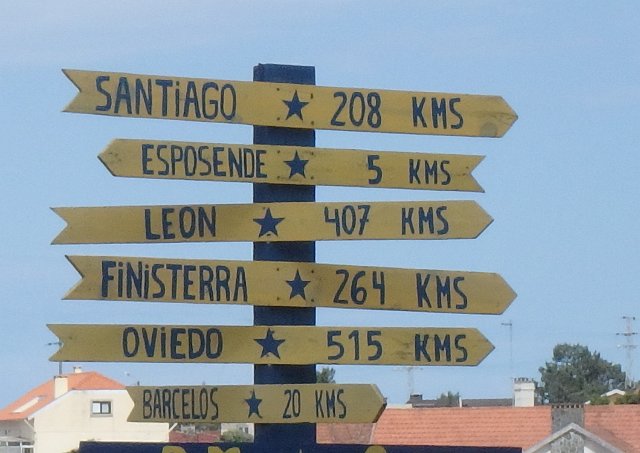 SANTiAGO ★ 208 KMS
ESPOSENDE ★ 5 KMS
LEON ★ 407 KMS
FiNiSTERRA ★ 264 KMS
OViEDO ★ 515 KMS
BARCELOS ★ 20 KMS